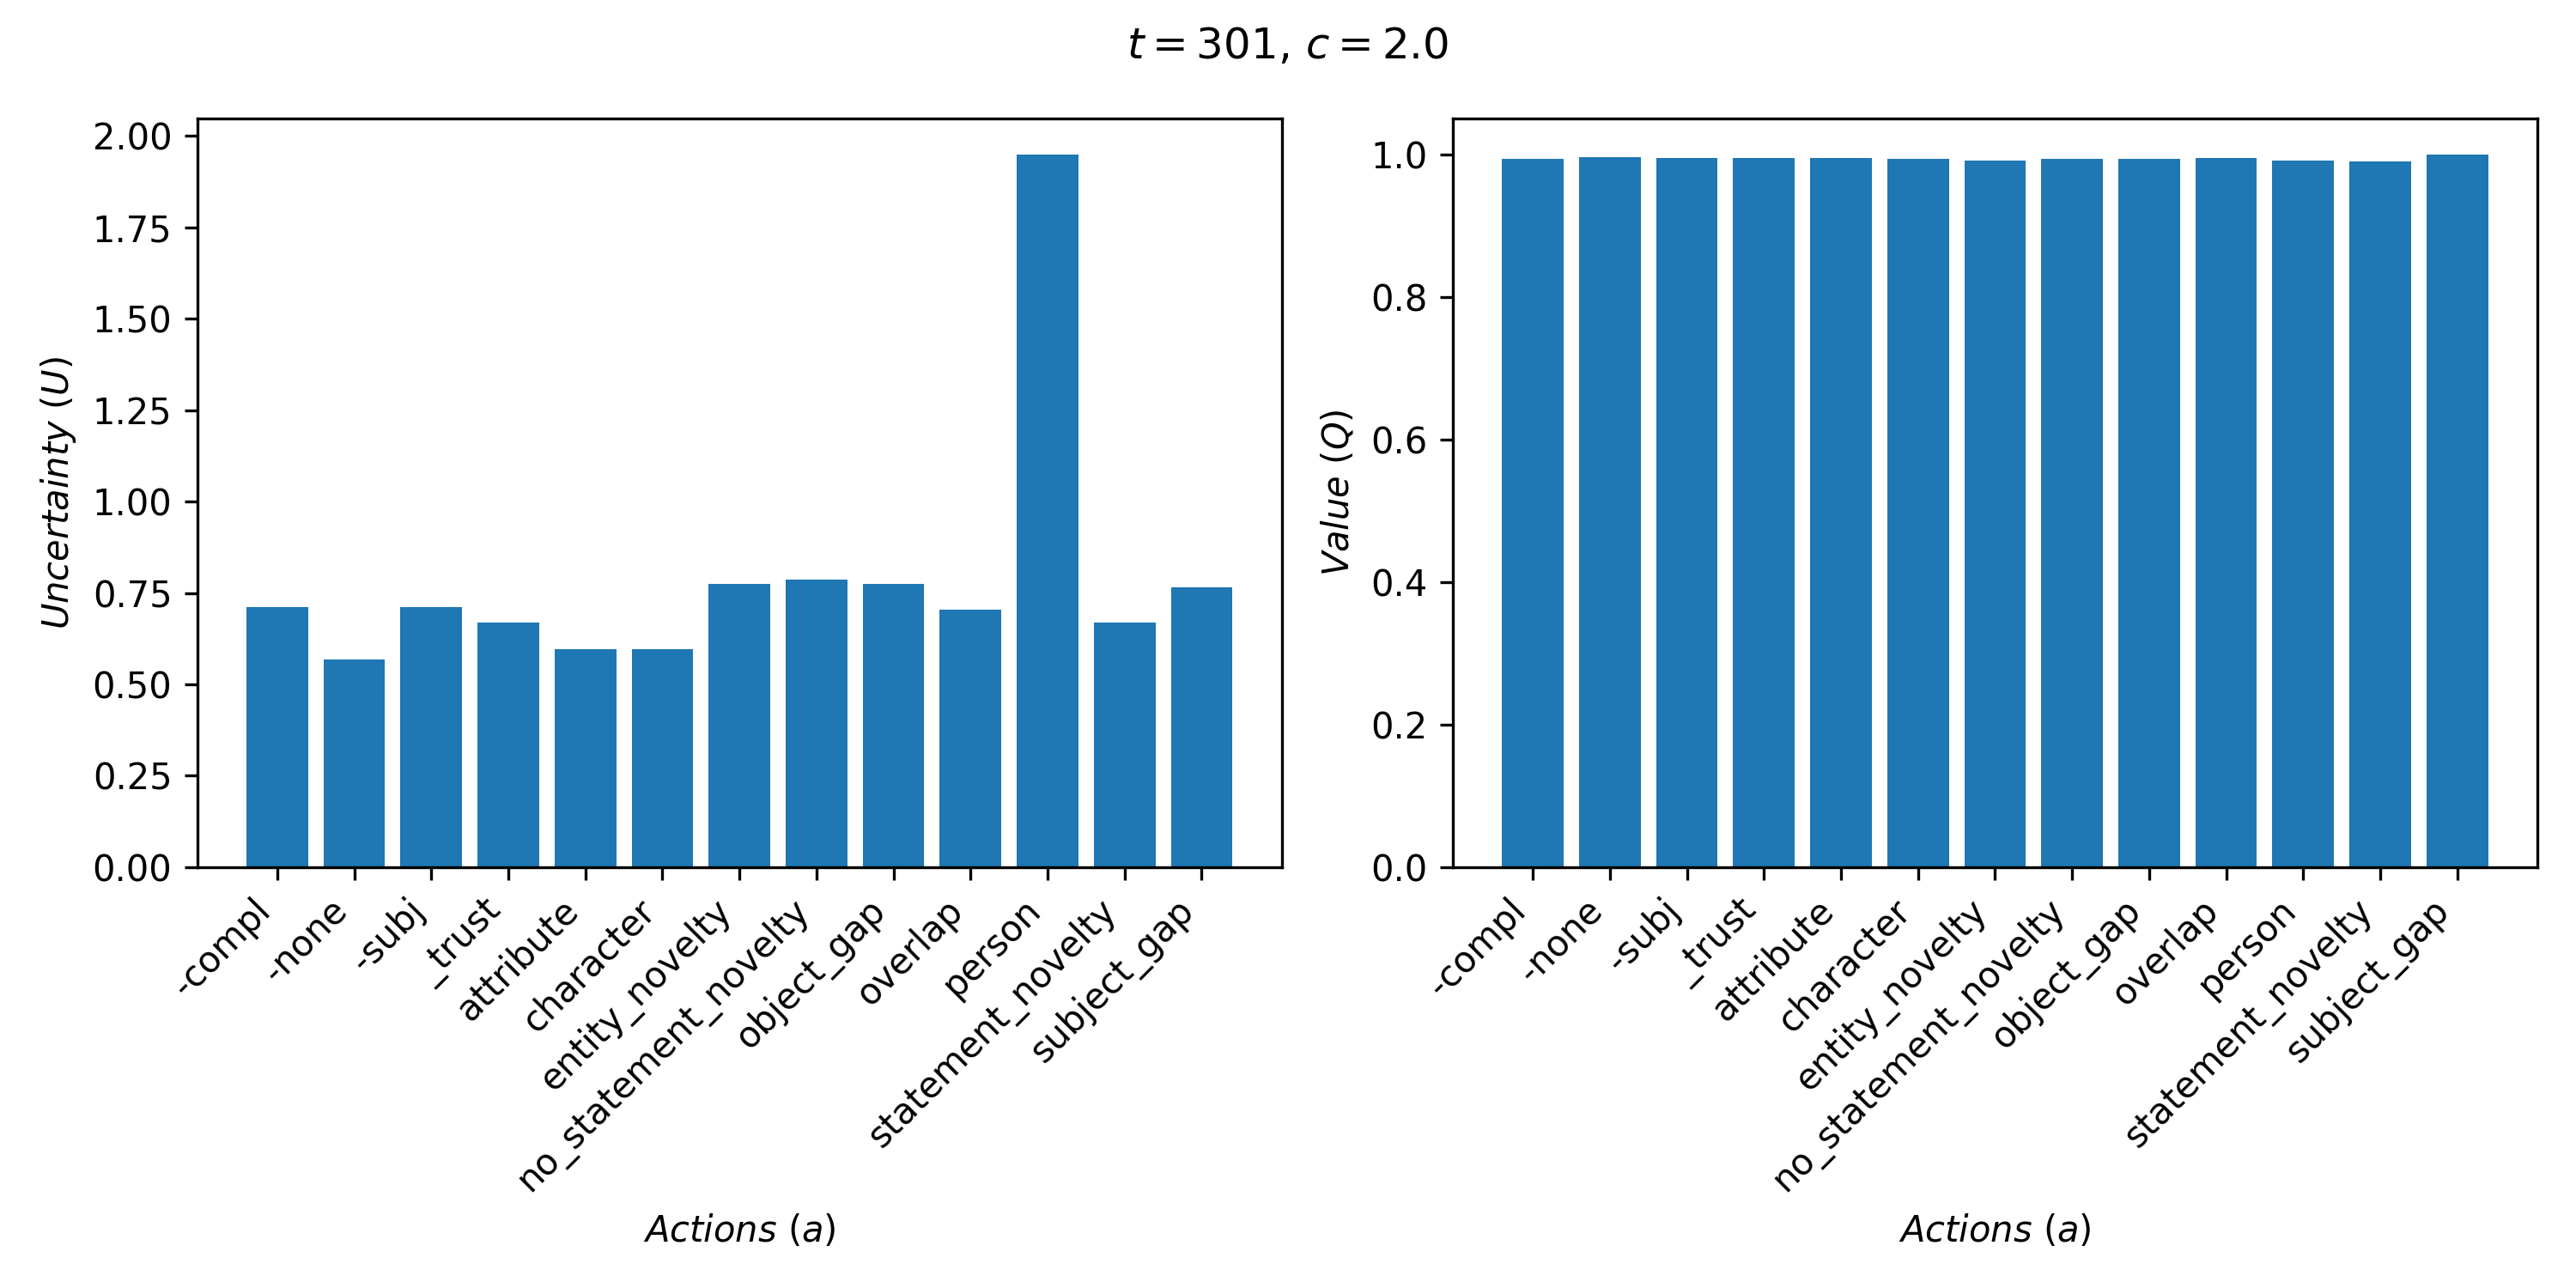 t = 301, c = 2.0
Uncertainty (U)
2.00
1.75
1.50
1.25
1.00
0.75
0.50
0.25
0.00
-compl
-none
-subj
_trust
attribute
character
entity_novelty
no_statement_novelty
object_gap
overlap
person
statement_novelty
subject_gap
Actions (a)
Value (Q)
1.0
0.8
0.6
0.4
0.2
0.0
-compl
-none
-subj
_trust
attribute
character
entity_novelty
no_statement_novelty
object_gap
overlap
person
statement_novelty
subject_gap
Actions (a)